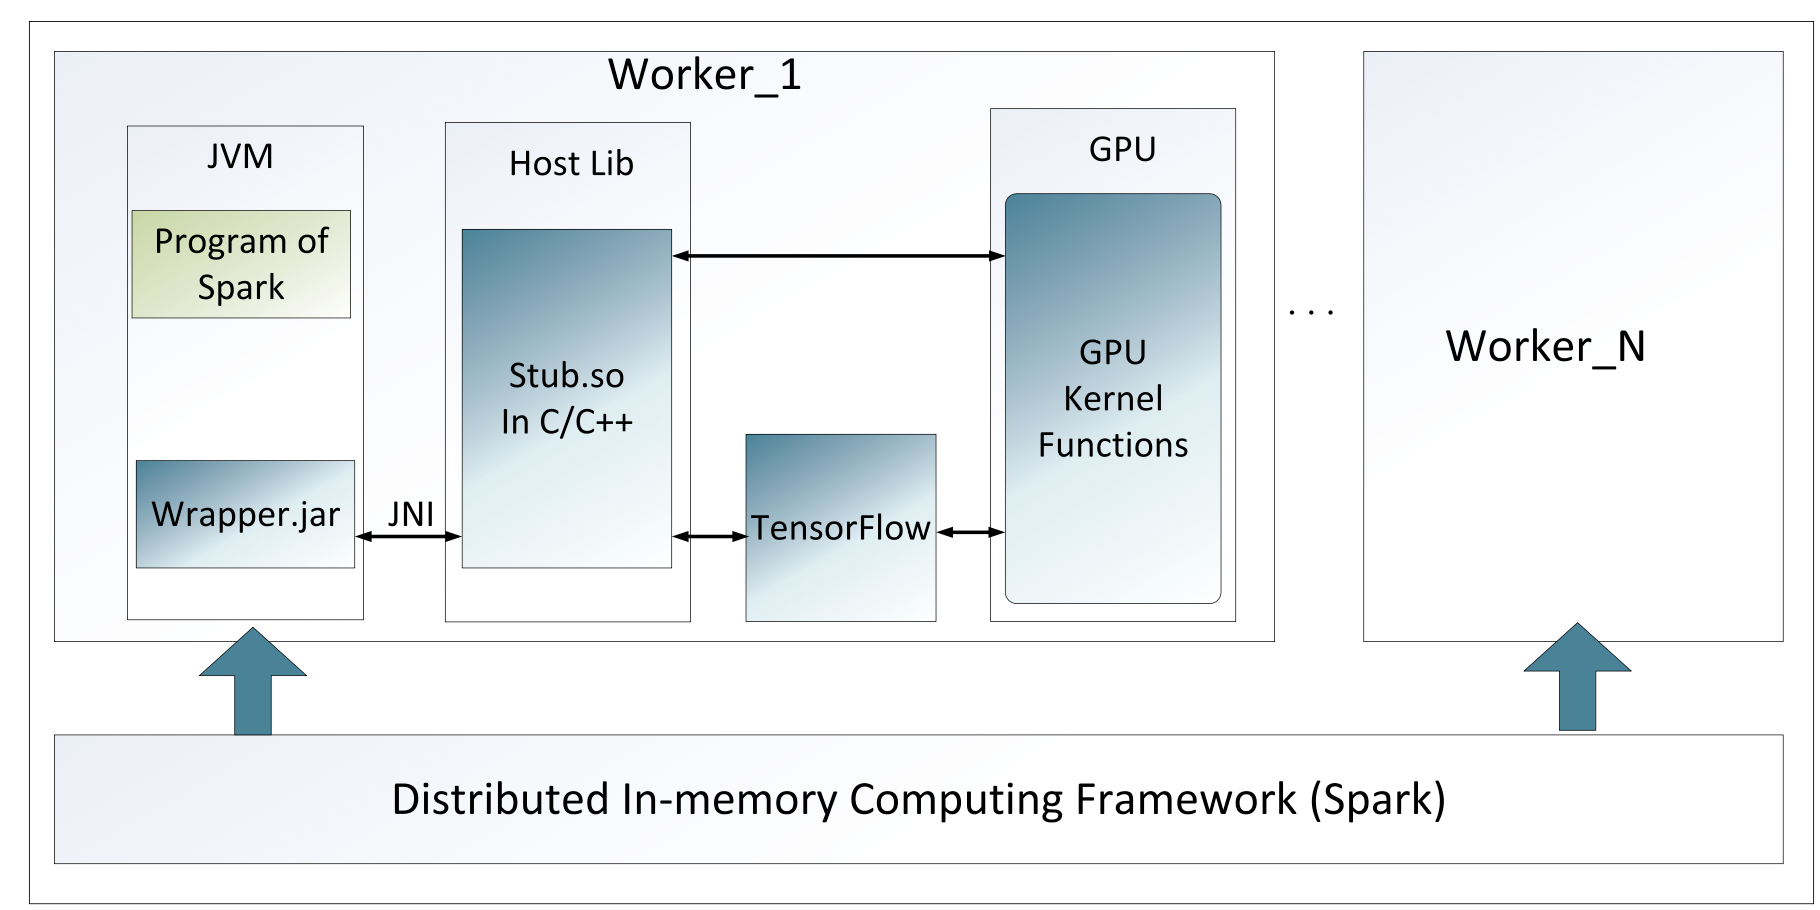 Worker_1
JVM
Program of
Spark
Wrapper.jar
JNI
Host Lib
Stub.so
In C/C++
TensorFlow
GPU
GPU
Kernel
Functions
. . .
Worker_N
Distributed In-memory Computing Framework (Spark)